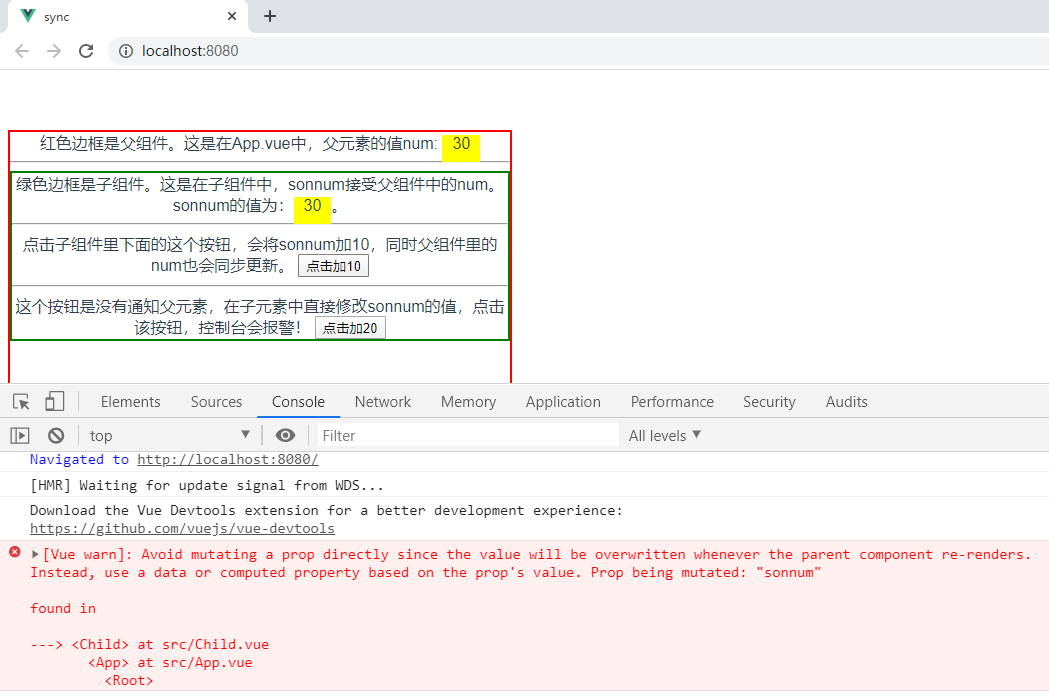 sync
localhost:8080
红色边框是父组件。这是在App.vue中，父元素的值num: 30
绿色边框是子组件。这是在子组件中，sonnum接受父组件中的num。
sonnum的值为： 30 。
点击子组件里下面的这个按钮，会将sonnum加10，同时父组件里的
num也会同步更新。 点击加10
这个按钮是没有通知父元素，在子元素中直接修改sonnum的值，点击
该按钮，控制台会报警！ 点击加20
Elements Sources Console Network Memory Application Performance Security Audits
top Filter All levels
Navigated to http://localhost:8080/
[HMR] Waiting for update signal from WDS...
Download the Vue Devtools extension for a better development experience:
https://github.com/vuejs/vue-devtools
[Vue warn]: Avoid mutating a prop directly since the value will be overwritten whenever the parent component re-renders.
Instead, use a data or computed property based on the prop's value. Prop being mutated: "sonnum"
found in
---> <Child> at src/Child.vue
<App> at src/App.vue
<Root>